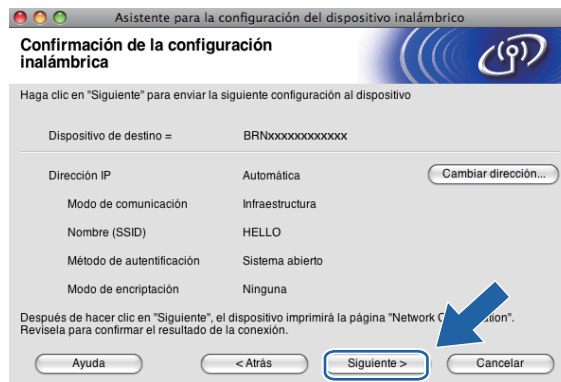 Asistente para la configuración del dispositivo inalámbrico
Confirmación de la configuración
inalámbrica
Haga clic en "Siguiente" para enviar la siguiente configuración al dispositivo
Dispositivo de destino = BRNxxxxxxxxxxxx
Dirección IP Automática Cambiar dirección...
Modo de comunicación Infraestructura
Nombre (SSID) HELLO
Método de autentificación Sistema abierto
Modo de encriptación Ninguna
Después de hacer clic en "Siguiente", el dispositivo imprimirá la página "Network
Revísela para confirmar el resultado de la conexión.
Ayuda < Atrás Siguiente > Cancelar